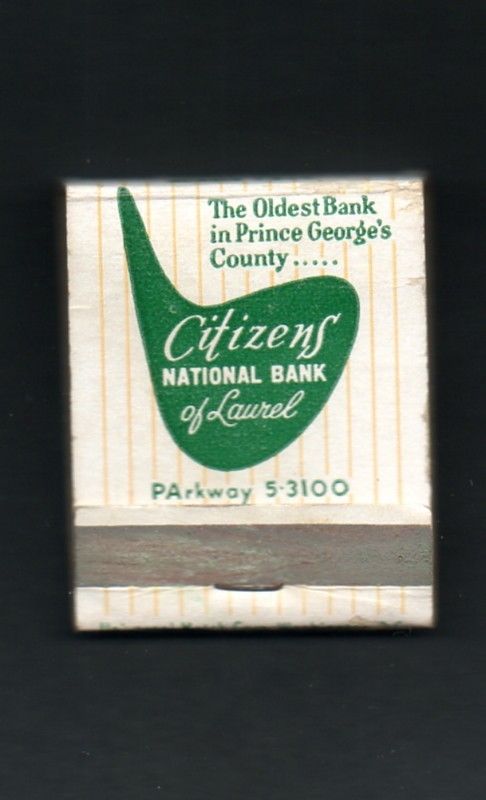 The Oldest Bank
in Prince George's
County.....
Citizens
NATIONAL BANK
of Laurel
PArkway 5-3100